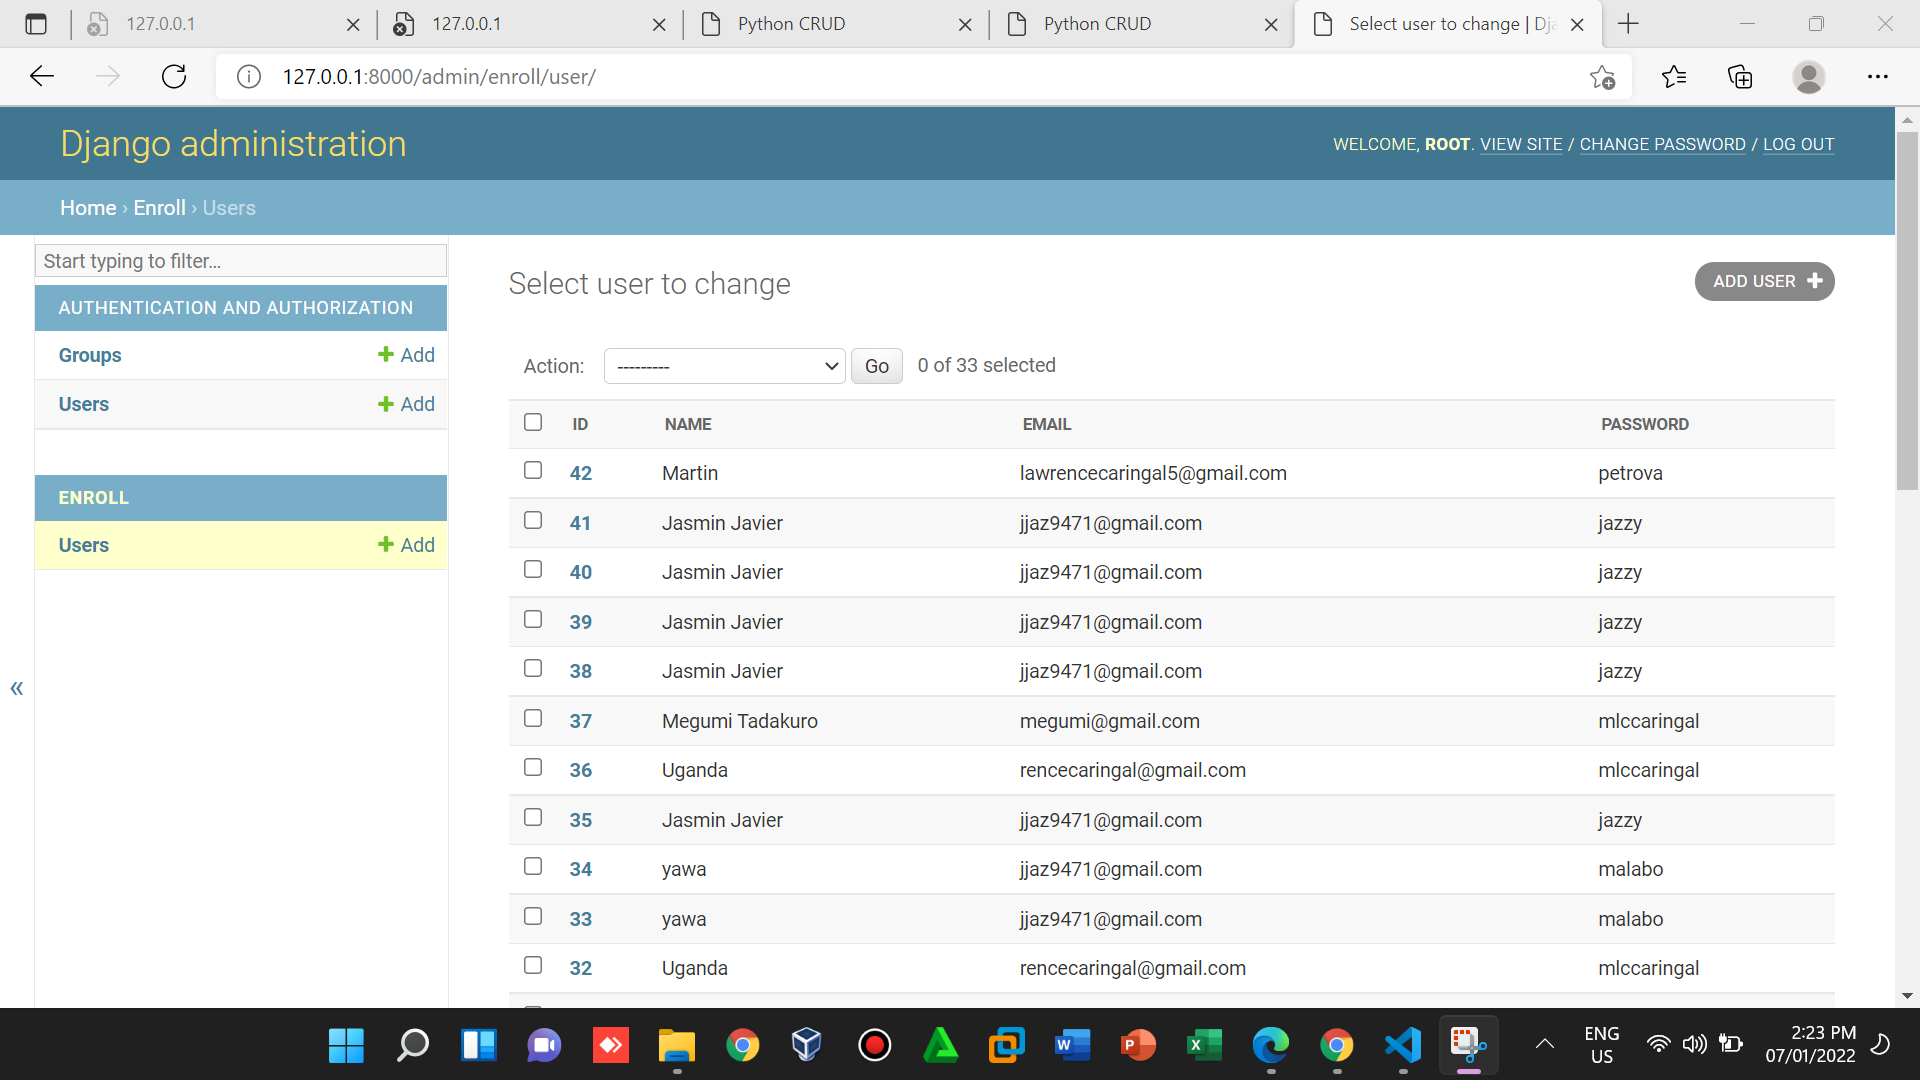 127.0.0.1
127.0.0.1
Python CRUD
Python CRUD
Select user to change | Dja
127.0.0.1:8000/admin/enroll/user/
Django administration
WELCOME, ROOT. VIEW SITE / CHANGE PASSWORD / LOG OUT
Home › Enroll › Users
Start typing to filter...
AUTHENTICATION AND AUTHORIZATION
Groups + Add
Users + Add
ENROLL
Users + Add
«
Select user to change
ADD USER +
Action: --------- Go 0 of 33 selected
ID NAME EMAIL PASSWORD
42 Martin lawrencecaringal5@gmail.com petrova
41 Jasmin Javier jjaz9471@gmail.com jazzy
40 Jasmin Javier jjaz9471@gmail.com jazzy
39 Jasmin Javier jjaz9471@gmail.com jazzy
38 Jasmin Javier jjaz9471@gmail.com jazzy
37 Megumi Tadakuro megumi@gmail.com mlccaringal
36 Uganda rencecaringal@gmail.com mlccaringal
35 Jasmin Javier jjaz9471@gmail.com jazzy
34 yawa jjaz9471@gmail.com malabo
33 yawa jjaz9471@gmail.com malabo
32 Uganda rencecaringal@gmail.com mlccaringal
ENG
US
2:23 PM
07/01/2022